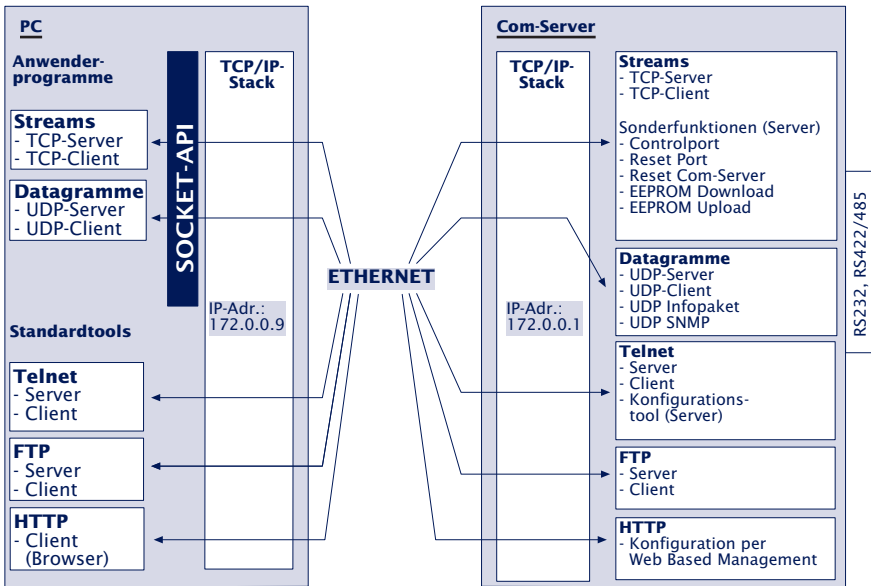 PC
Anwender-
programme
Streams
- TCP-Server
- TCP-Client
Datagramme
- UDP-Server
- UDP-Client
SOCKET-API
TCP/IP-
Stack
IP-Adr.:
172.0.0.9
Standardtools
Telnet
- Server
- Client
FTP
- Server
- Client
HTTP
- Client
(Browser)
ETHERNET
Com-Server
TCP/IP-
Stack
IP-Adr.:
172.0.0.1
Streams
- TCP-Server
- TCP-Client
Sonderfunktionen (Server)
- Controlport
- Reset Port
- Reset Com-Server
- EEPROM Download
- EEPROM Upload
Datagramme
- UDP-Server
- UDP-Client
- UDP Infopaket
- UDP SNMP
Telnet
- Server
- Client
- Konfigurations-
tool (Server)
FTP
- Server
- Client
HTTP
- Konfiguration per
Web Based Management
RS232, RS422/485